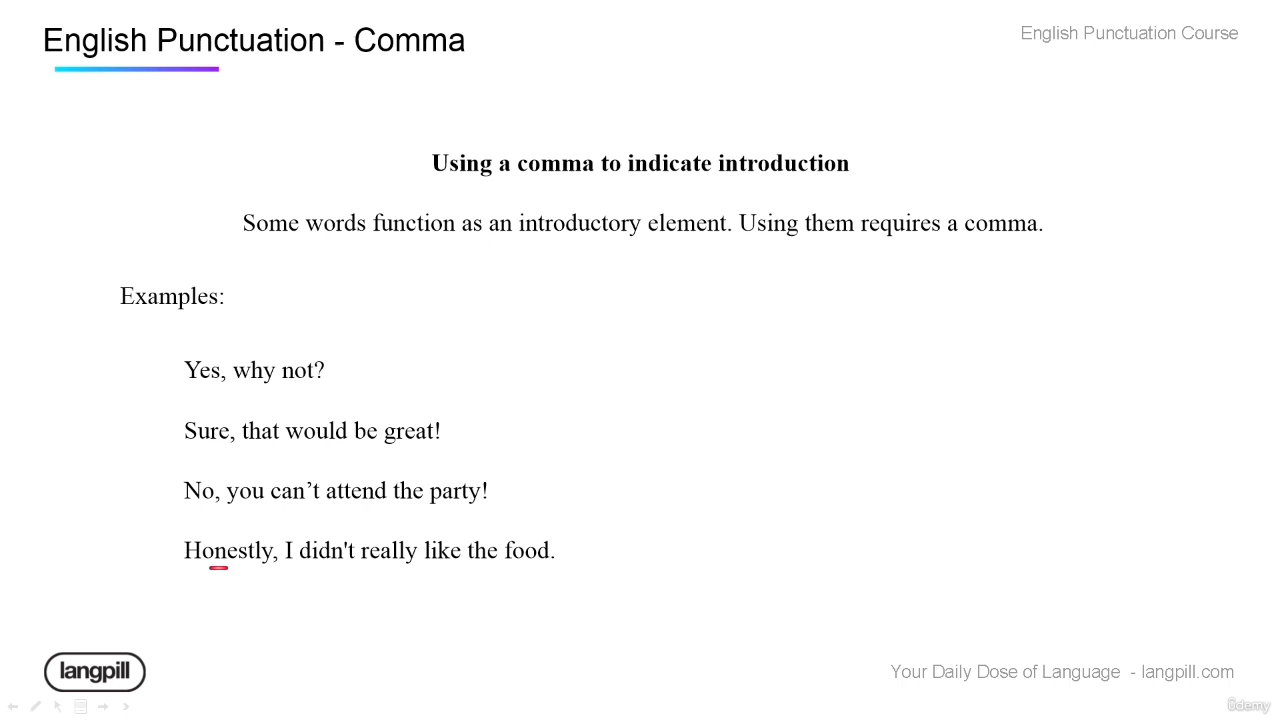 English Punctuation - Comma
English Punctuation Course
Using a comma to indicate introduction
Some words function as an introductory element. Using them requires a comma.
Examples:
Yes, why not?
Sure, that would be great!
No, you can’t attend the party!
Honestly, I didn't really like the food.
langpill
Your Daily Dose of Language - langpill.com
ûdemy